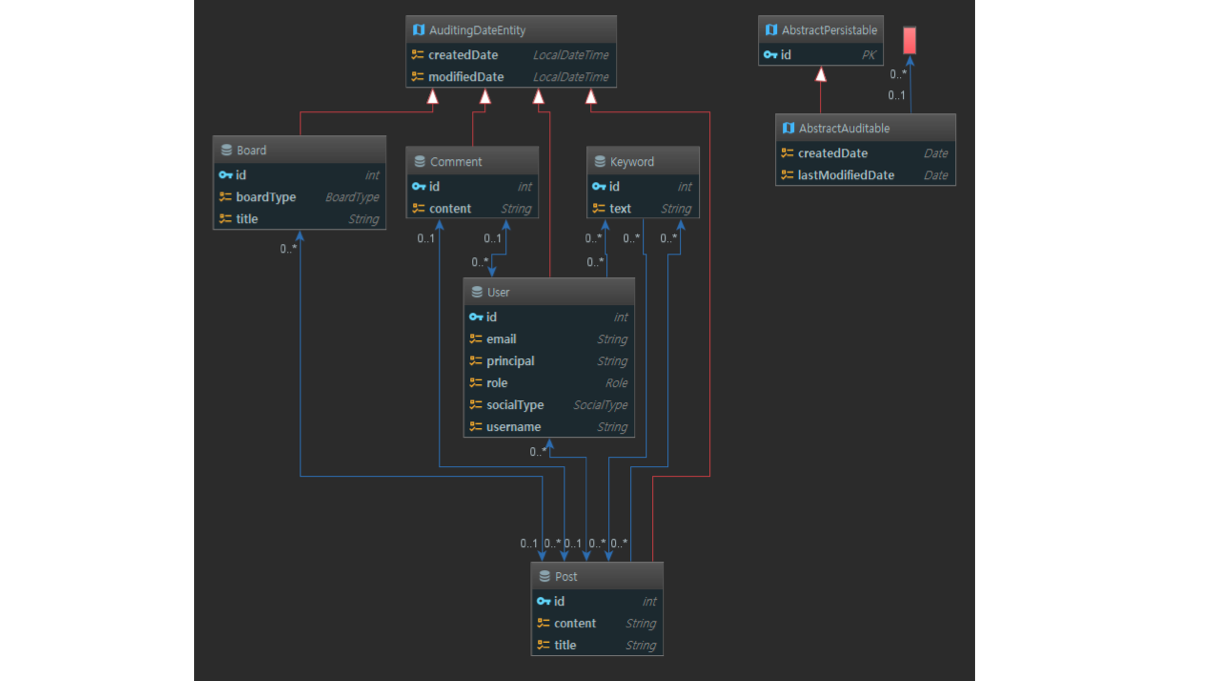 AuditingDateEntity
createdDate LocalDateTime
modifiedDate LocalDateTime
AbstractPersistable
id PK
0..*
0..1
AbstractAuditable
createdDate Date
lastModifiedDate Date
Board
id int
boardType BoardType
title String
0..*
Comment
id int
content String
0..1 0..1
0..*
Keyword
id int
text String
0..* 0..* 0..*
0..*
User
id int
email String
principal String
role Role
socialType SocialType
username String
0..*
0..1 0..* 0..1 0..* 0..*
Post
id int
content String
title String